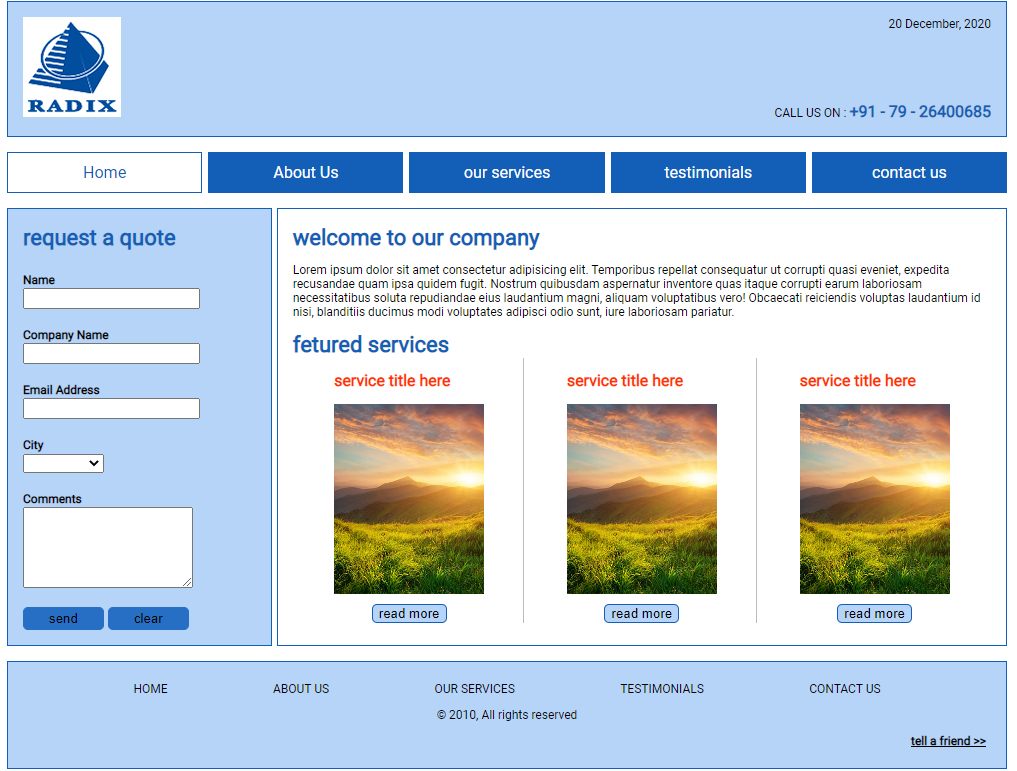 RADIX
20 December, 2020
CALL US ON : +91 - 79 - 26400685
Home
About Us
our services
testimonials
contact us
request a quote
Name
Company Name
Email Address
City
Comments
send
clear
welcome to our company
Lorem ipsum dolor sit amet consectetur adipisicing elit. Temporibus repellat consequatur ut corrupti quasi eveniet, expedita
recusandae quam ipsa quidem fugit. Nostrum quibusdam aspernatur inventore quas itaque corrupti earum laboriosam
necessitatibus soluta repudiandae eius laudantium magni, aliquam voluptatibus vero! Obcaecati reiciendis voluptas laudantium id
nisi, blanditiis ducimus modi voluptates adipisci odio sunt, iure laboriosam pariatur.
fetured services
service title here
read more
service title here
read more
service title here
read more
HOME
ABOUT US
OUR SERVICES
TESTIMONIALS
CONTACT US
© 2010, All rights reserved
tell a friend >>